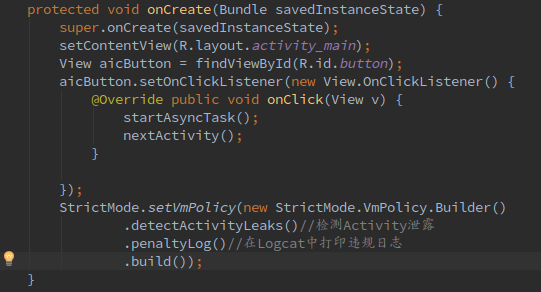 protected void onCreate(Bundle savedInstanceState) {
    super.onCreate(savedInstanceState);
    setContentView(R.layout.activity_main);
    View aicButton = findViewById(R.id.button);
    aicButton.setOnClickListener(new View.OnClickListener() {
        @Override public void onClick(View v) {
            startAsyncTask();
            nextActivity();
        }
    });
    StrictMode.setVmPolicy(new StrictMode.VmPolicy.Builder()
            .detectActivityLeaks()//检测Activity泄露
            .penaltyLog()//在Logcat中打印违规日志
            .build());
}